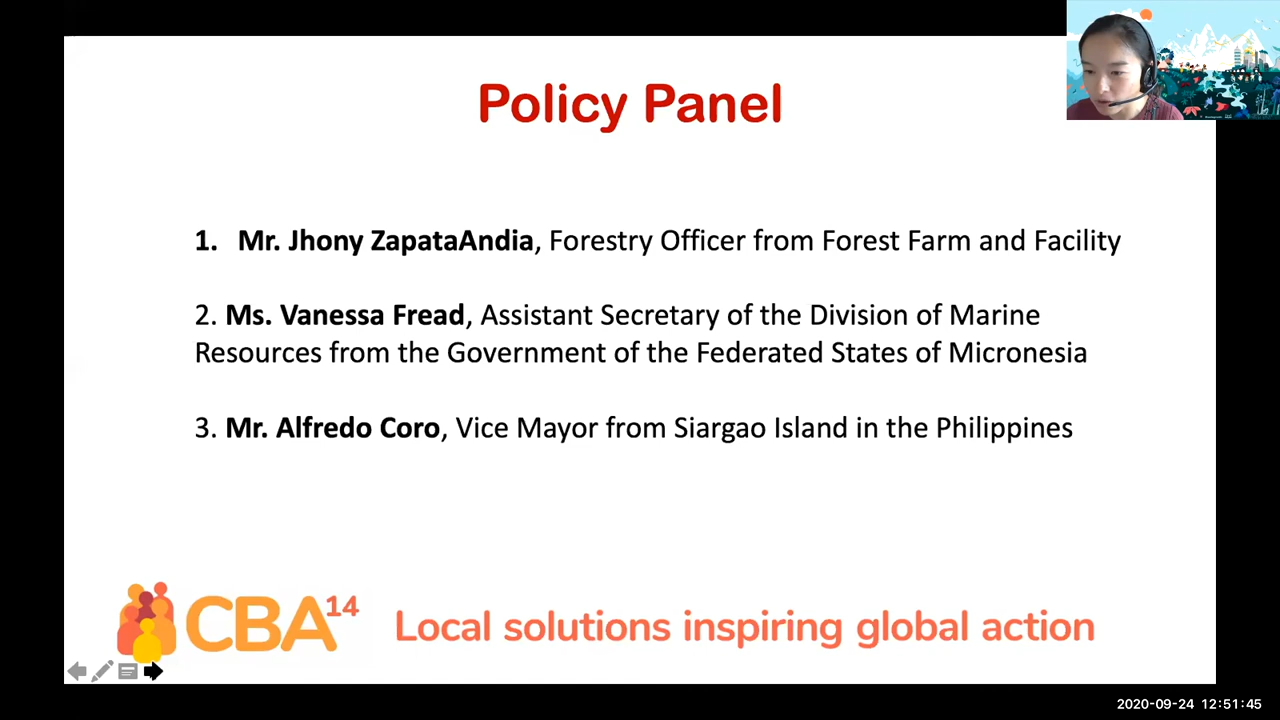 Policy Panel
1. Mr. Jhony ZapataAndia, Forestry Officer from Forest Farm and Facility
2. Ms. Vanessa Fread, Assistant Secretary of the Division of Marine
Resources from the Government of the Federated States of Micronesia
3. Mr. Alfredo Coro, Vice Mayor from Siargao Island in the Philippines
CBA14 Local solutions inspiring global action
2020-09-24 12:51:45